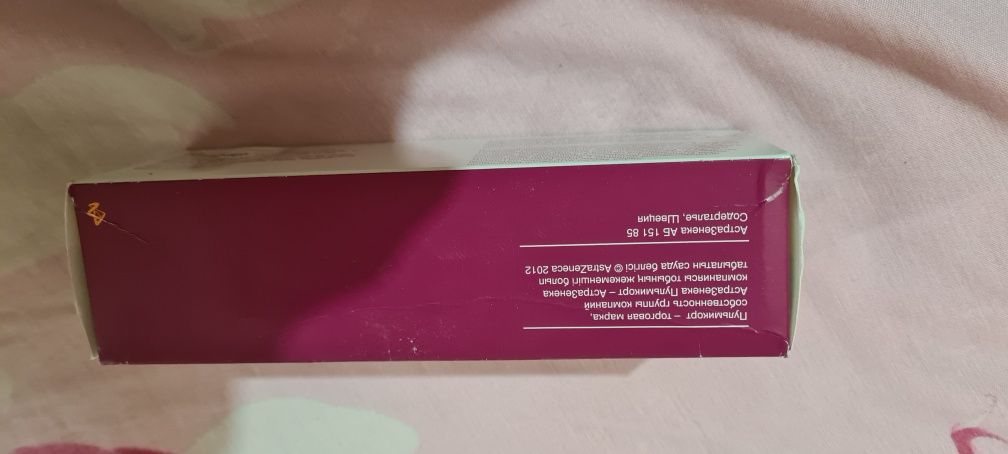 Пульмикорт – торговая марка,
собственность группы компаний
АстраЗенека Пульмикорт – АстраЗенека
компаниясы тобының жекеменшігі болып
табылатын сауда белгісі © AstraZeneca 2012
АстраЗенека АБ 151 85
Содерталье, Швеция